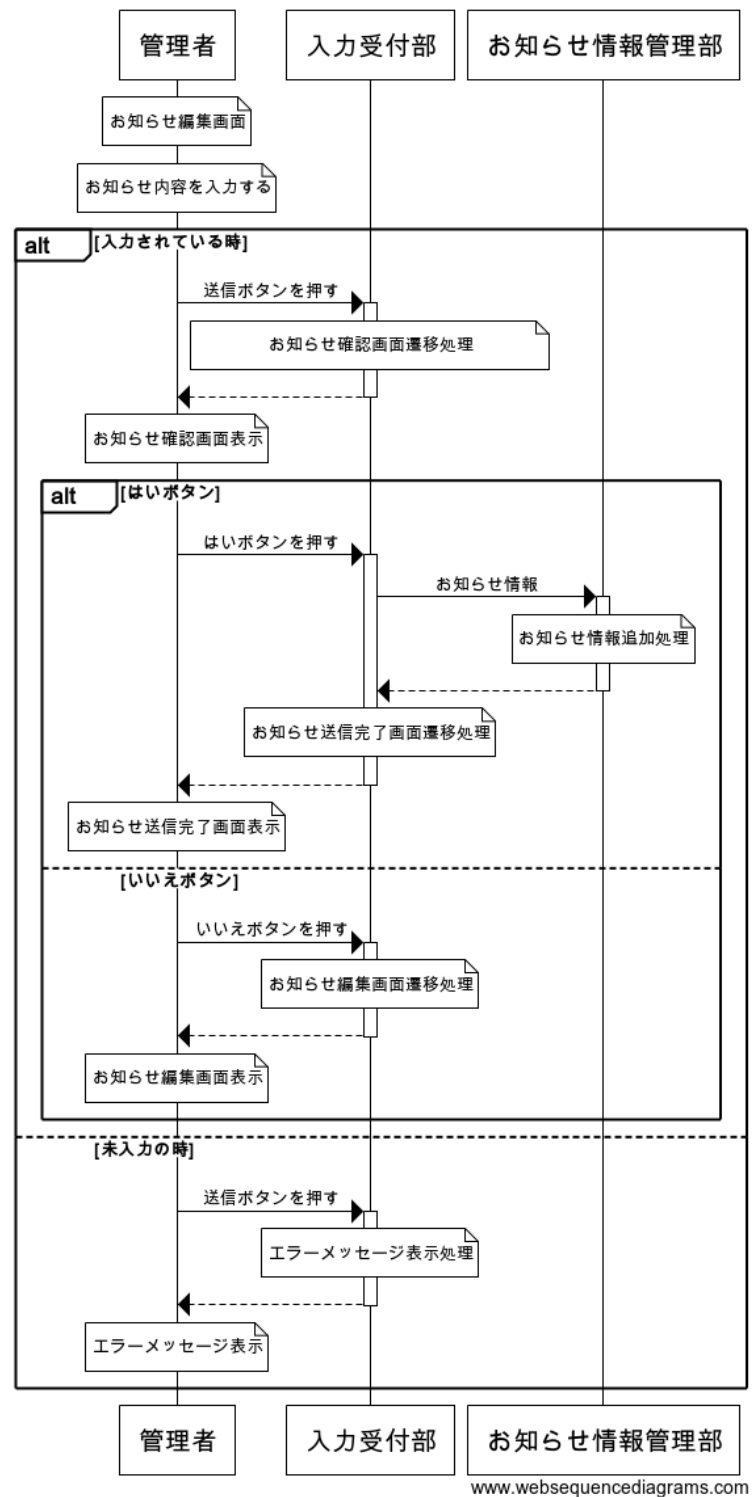 管理者
入力受付部
お知らせ情報管理部
お知らせ編集画面
お知らせ内容を入力する
alt
[入力されている時]
送信ボタンを押す
お知らせ確認画面遷移処理
お知らせ確認画面表示
alt
[はいボタン]
はいボタンを押す
お知らせ情報
お知らせ情報追加処理
お知らせ送信完了画面遷移処理
お知らせ送信完了画面表示
[いいえボタン]
いいえボタンを押す
お知らせ編集画面遷移処理
お知らせ編集画面表示
[未入力の時]
送信ボタンを押す
エラーメッセージ表示処理
エラーメッセージ表示
管理者
入力受付部
お知らせ情報管理部
www.websequencediagrams.com